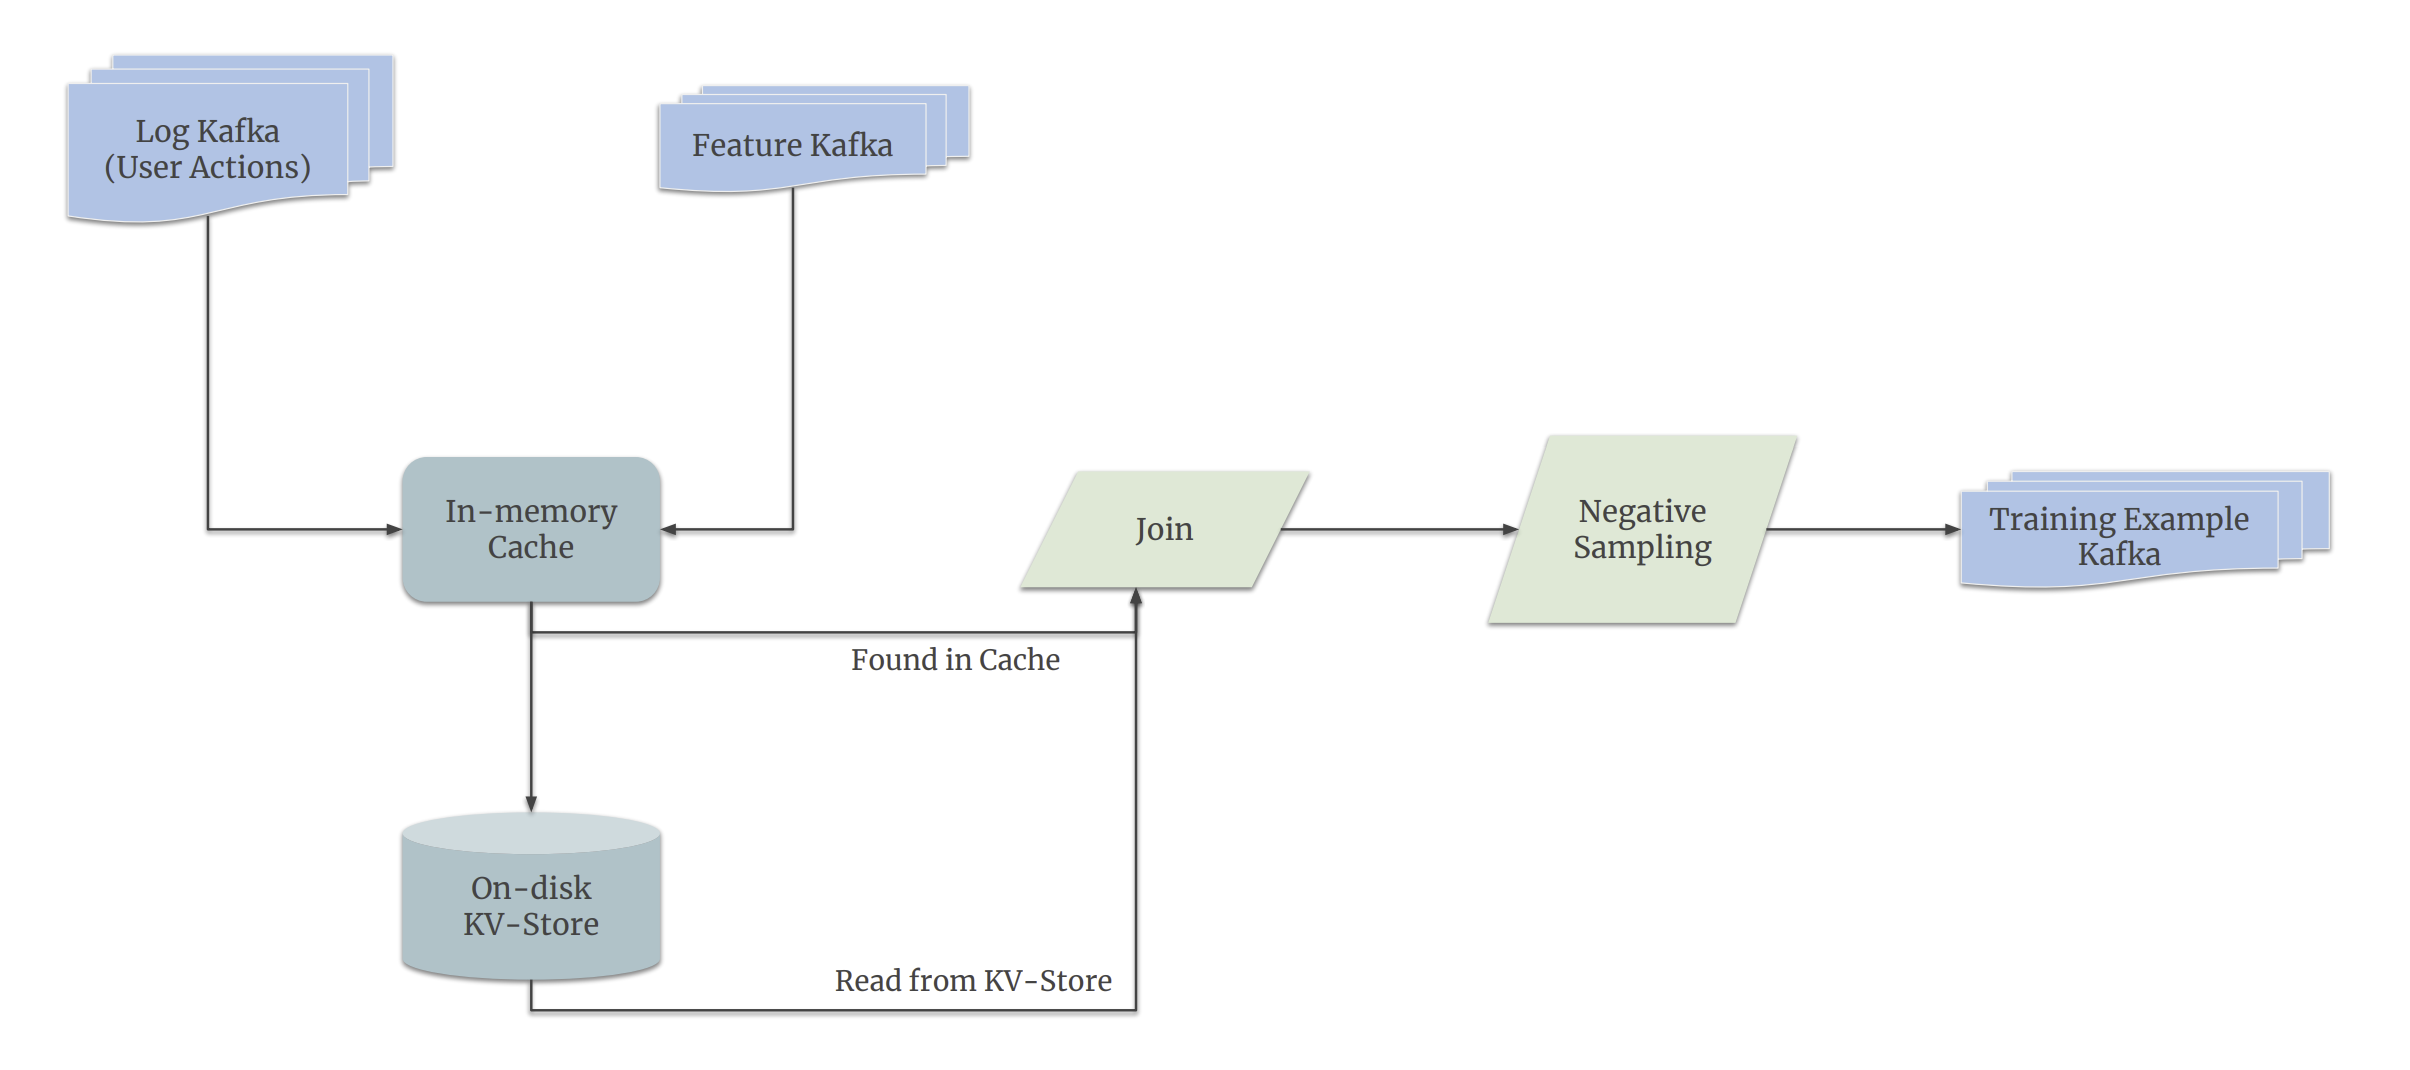 Log Kafka
(User Actions)
Feature Kafka
In-memory
Cache
Join
Negative
Sampling
Training Example
Kafka
Found in Cache
On-disk
KV-Store
Read from KV-Store